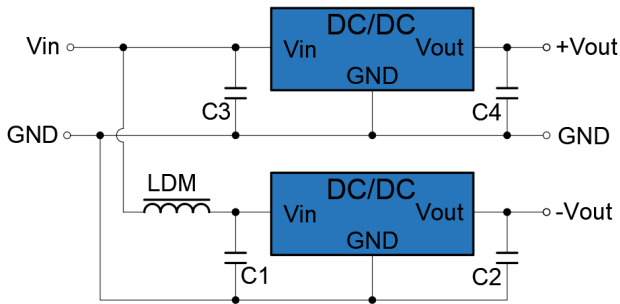 DC/DC
Vin
Vin
Vout
+Vout
GND
C3
C4
GND
GND
LDM
DC/DC
Vin
Vout
-Vout
GND
C1
C2